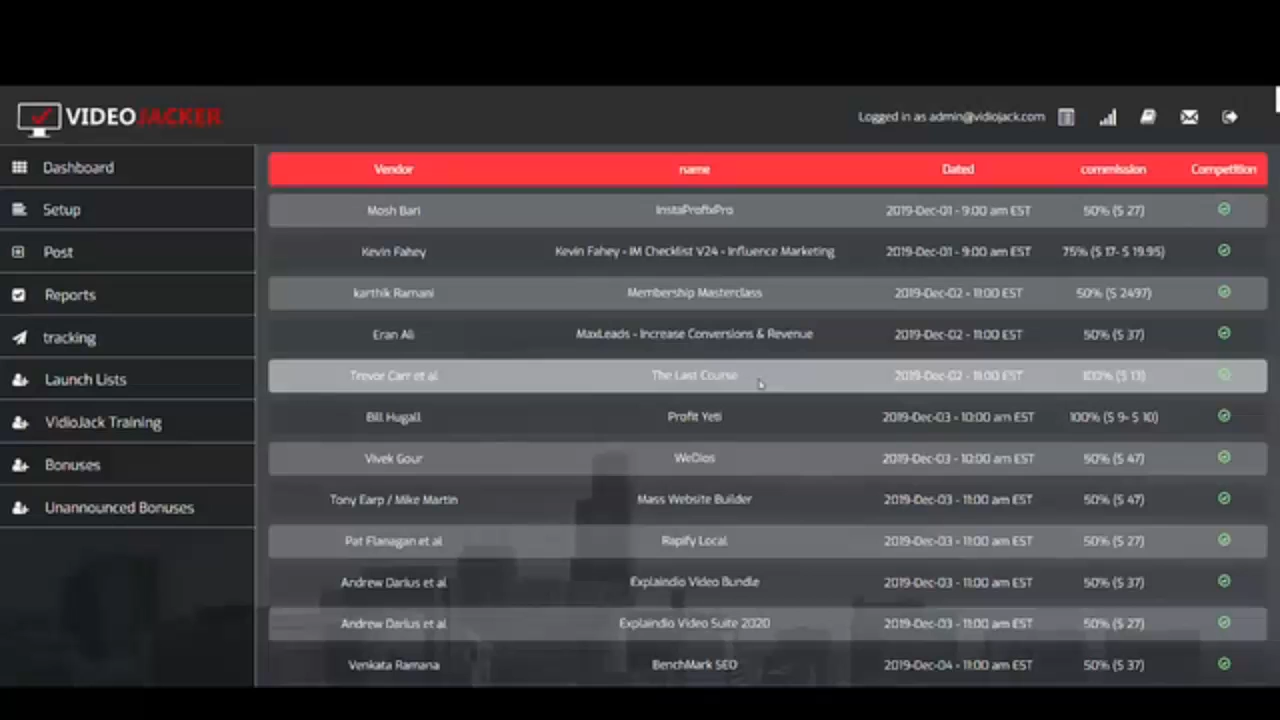 VIDEOJACKER
Logged in as admin@vidiojack.com
Dashboard
Setup
Post
Reports
tracking
Launch Lists
VidioJack Training
Bonuses
Unannounced Bonuses
Vendor name Dated commission Competition
Mosh Bari InstaProfitxPro 2019-Dec-01 - 9:00 am EST 50% ($ 27)
Kevin Fahey Kevin Fahey - IM Checklist V24 - Influence Marketing 2019-Dec-01 - 9:00 am EST 75% ($ 17- $ 19.95)
karthik Ramani Membership Masterclass 2019-Dec-02 - 11:00 EST 50% ($ 2497)
Eran Ali MaxLeads - Increase Conversions & Revenue 2019-Dec-02 - 11:00 EST 50% ($ 37)
Trevor Carr et al The Last Course 2019-Dec-02 - 11:00 EST 100% ($ 13)
Bill Hugall Profit Yeti 2019-Dec-03 - 10:00 am EST 100% ($ 9- $ 10)
Vivek Gour WeDios 2019-Dec-03 - 10:00 am EST 50% ($ 47)
Tony Earp / Mike Martin Mass Website Builder 2019-Dec-03 - 11:00 am EST 50% ($ 47)
Pat Flanagan et al Rapify Local 2019-Dec-03 - 11:00 am EST 50% ($ 27)
Andrew Darius et al Explaindio Video Bundle 2019-Dec-03 - 11:00 am EST 50% ($ 37)
Andrew Darius et al Explaindio Video Suite 2020 2019-Dec-03 - 11:00 am EST 50% ($ 27)
Venkata Ramana BenchMark SEO 2019-Dec-04 - 11:00 am EST 50% ($ 37)